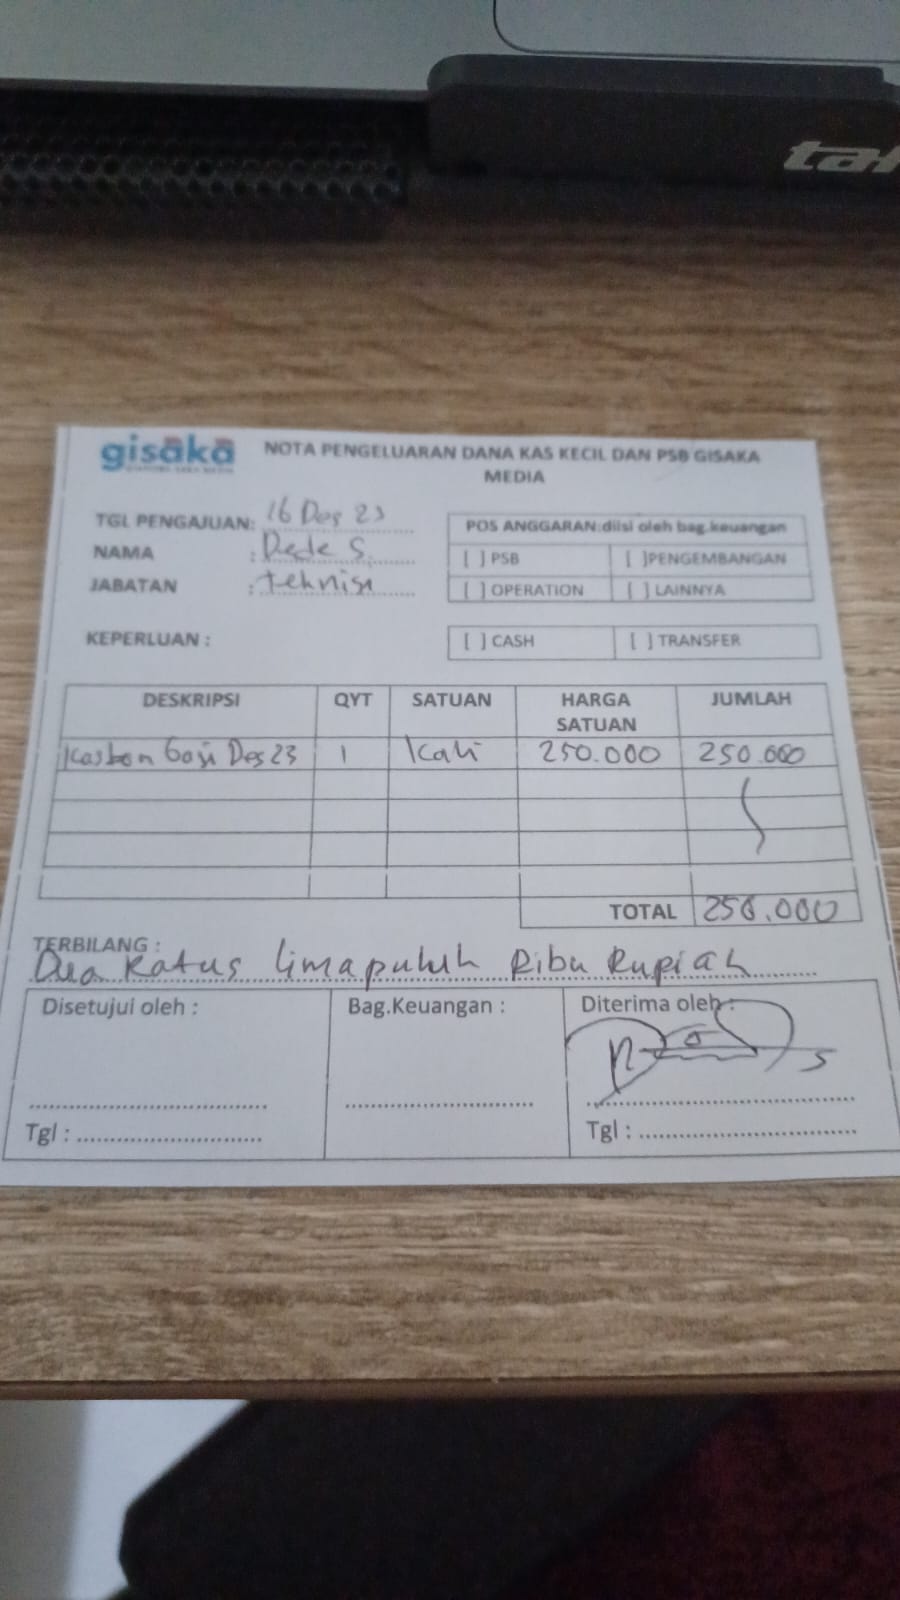 gisaka
NOTA PENGELUARAN DANA KAS KECIL DAN PSB GISAKA
MEDIA
TGL PENGAJUAN: 16 Des 23
NAMA : Dede S.
JABATAN : Teknisi
POS ANGGARAN:diisi oleh bag.keuangan
[ ] PSB [ ]PENGEMBANGAN
[ ] OPERATION [ ] LAINNYA
KEPERLUAN : [ ] CASH [ ] TRANSFER
DESKRIPSI QYT SATUAN HARGA SATUAN JUMLAH
Kasbon Gaji Des 23 1 Kali 250.000 250.000
TOTAL 250.000
TERBILANG :
Dua Ratus limapuluh Ribu Rupiah
Disetujui oleh : Bag.Keuangan : Diterima oleh :
Tgl : Tgl :